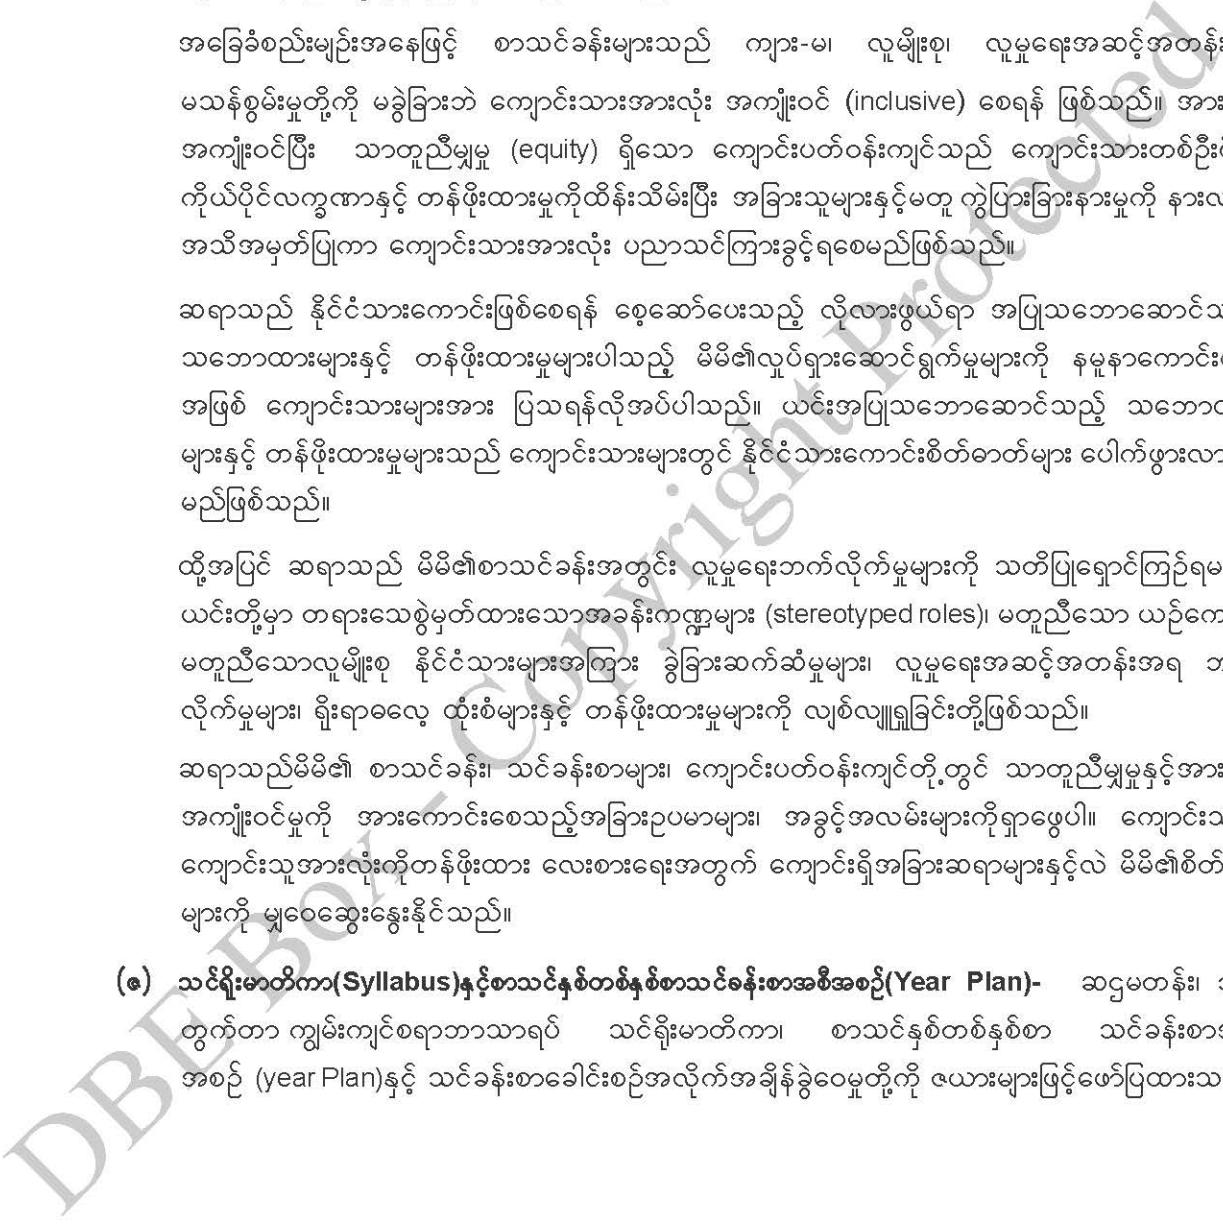 အခြေခံစည်းမျဉ်းအနေဖြင့် စာသင်ခန်းများသည် ကျား-မ၊ လူမျိုးစု၊ လူမှုရေးအဆင့်အတန်း
မသန်စွမ်းမှုတို့ကို မခွဲခြားဘဲ ကျောင်းသားအားလုံး အကျုံးဝင် (inclusive) စေရန် ဖြစ်သည်။ အား
အကျုံးဝင်ပြီး သာတူညီမျှမှု (equity) ရှိသော ကျောင်းပတ်ဝန်းကျင်သည် ကျောင်းသားတစ်ဦး
ကိုယ်ပိုင်လက္ခဏာနှင့် တန်ဖိုးထားမှုကိုထိန်းသိမ်းပြီး အခြားသူများနှင့်မတူ ကွဲပြားခြားနားမှုကို နားလ
အသိအမှတ်ပြုကာ ကျောင်းသားအားလုံး ပညာသင်ကြားခွင့်ရစေမည်ဖြစ်သည်။
ဆရာသည် နိုင်ငံသားကောင်းဖြစ်စေရန် စေ့ဆော်ပေးသည့် လိုလားဖွယ်ရာ အပြုသဘောဆောင်သ
သဘောထားများနှင့် တန်ဖိုးထားမှုများပါသည့် မိမိ၏လှုပ်ရှားဆောင်ရွက်မှုများကို နမူနာကောင်း
အဖြစ် ကျောင်းသားများအား ပြသရန်လိုအပ်ပါသည်။ ယင်းအပြုသဘောဆောင်သည့် သဘော
များနှင့် တန်ဖိုးထားမှုများသည် ကျောင်းသားများတွင် နိုင်ငံသားကောင်းစိတ်ဓာတ်များ ပေါက်ဖွားလာ
မည်ဖြစ်သည်။
ထို့အပြင် ဆရာသည် မိမိ၏စာသင်ခန်းအတွင်း လူမှုရေးဘက်လိုက်မှုများကို သတိပြုရှောင်ကြဉ်ရမ
ယင်းတို့မှာ တရားသေစွဲမှတ်ထားသောအခန်းကဏ္ဍများ (stereotyped roles)၊ မတူညီသော ယဉ်ကျေ
မတူညီသောလူမျိုးစု နိုင်ငံသားများအကြား ခွဲခြားဆက်ဆံမှုများ၊ လူမှုရေးအဆင့်အတန်းအရ ဘ
လိုက်မှုများ၊ ရိုးရာဓလေ့ ထုံးစံများနှင့် တန်ဖိုးထားမှုများကို လျစ်လျူရှုခြင်းတို့ဖြစ်သည်။
ဆရာသည်မိမိ၏ စာသင်ခန်း၊ သင်ခန်းစာများ၊ ကျောင်းပတ်ဝန်းကျင်တို့တွင် သာတူညီမျှမှုနှင့်အား
အကျုံးဝင်မှုကို အားကောင်းစေသည့်အခြားဥပမာများ၊ အခွင့်အလမ်းများကိုရှာဖွေပါ။ ကျောင်းသ
ကျောင်းသူအားလုံးကိုတန်ဖိုးထား လေးစားရေးအတွက် ကျောင်းရှိအခြားဆရာများနှင့်လဲ မိမိ၏စိတ်
များကို မျှဝေဆွေးနွေးနိုင်သည်။
(ဇ) သင်ရိုးမာတိကာ(Syllabus)နှင့်စာသင်နှစ်တစ်နှစ်စာသင်ခန်းစာအစီအစဉ်(Year Plan)- ဆဋ္ဌမတန်း၊
တွက်တာ ကျွမ်းကျင်စရာဘာသာရပ် သင်ရိုးမာတိကာ၊ စာသင်နှစ်တစ်နှစ်စာ သင်ခန်းစာ
အစဉ် (year Plan)နှင့် သင်ခန်းစာခေါင်းစဉ်အလိုက်အချိန်ခွဲဝေမှုတို့ကို ဇယားများဖြင့်ဖော်ပြထားသ
DBE Box - Copyright Protected